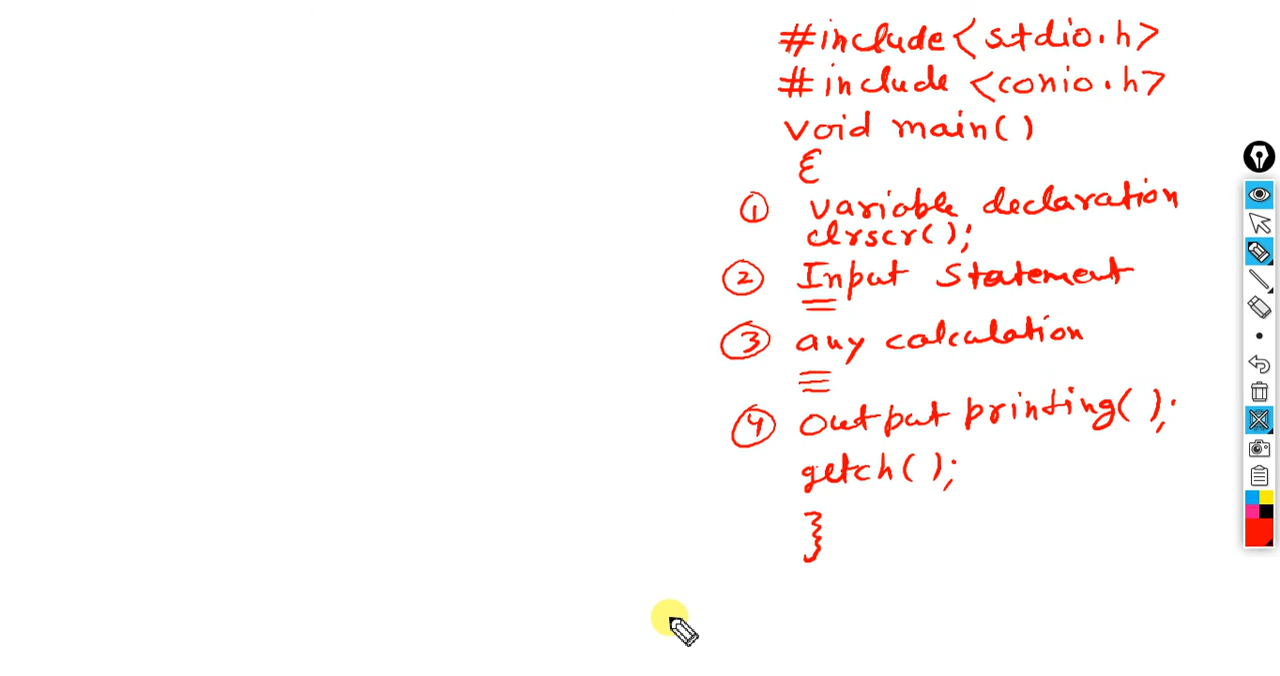 #include<stdio.h>
#include <conio.h>
void main()
{
① variable declaration
clrscr();
② Input Statement
③ any calculation
④ output printing( );
getch();
}